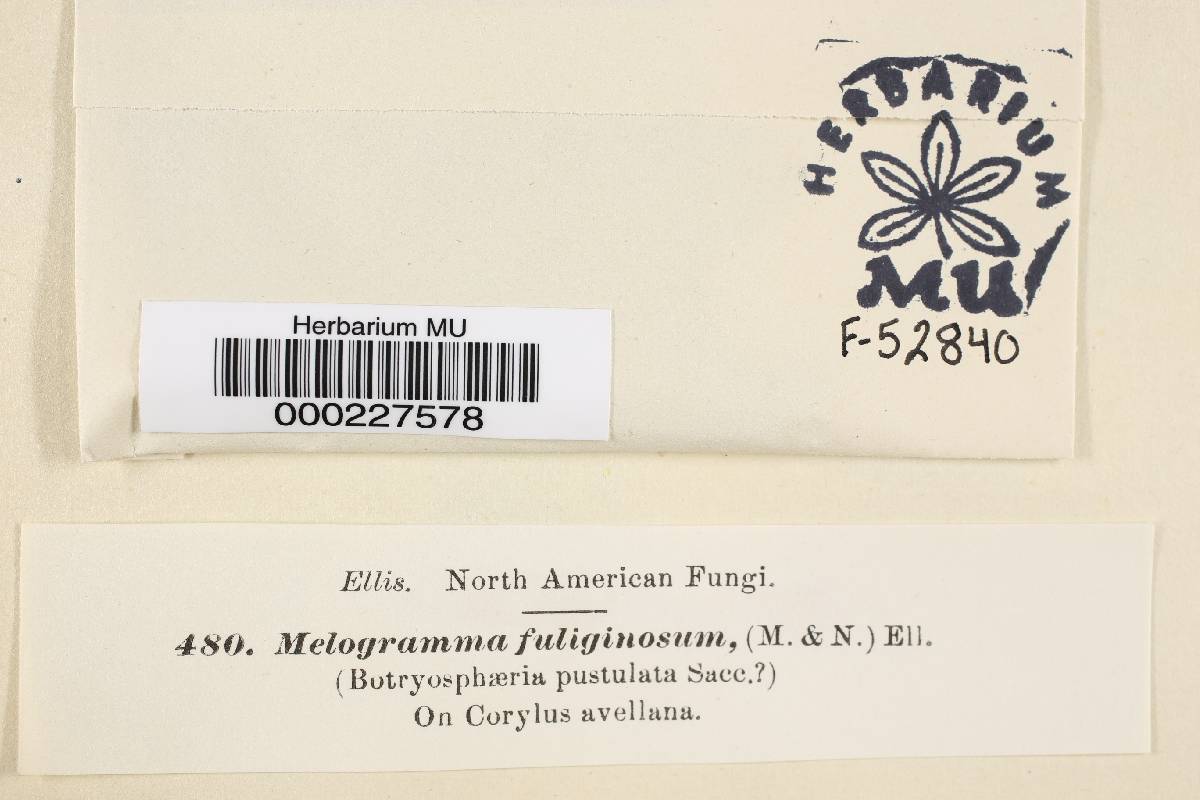 HERBARIUM
MU
F-52840
Herbarium MU
000227578
Ellis. North American Fungi.
480. Melogramma fuliginosum, (M. & N.) Ell.
(Botryosphæria pustulata Sacc.?)
On Corylus avellana.